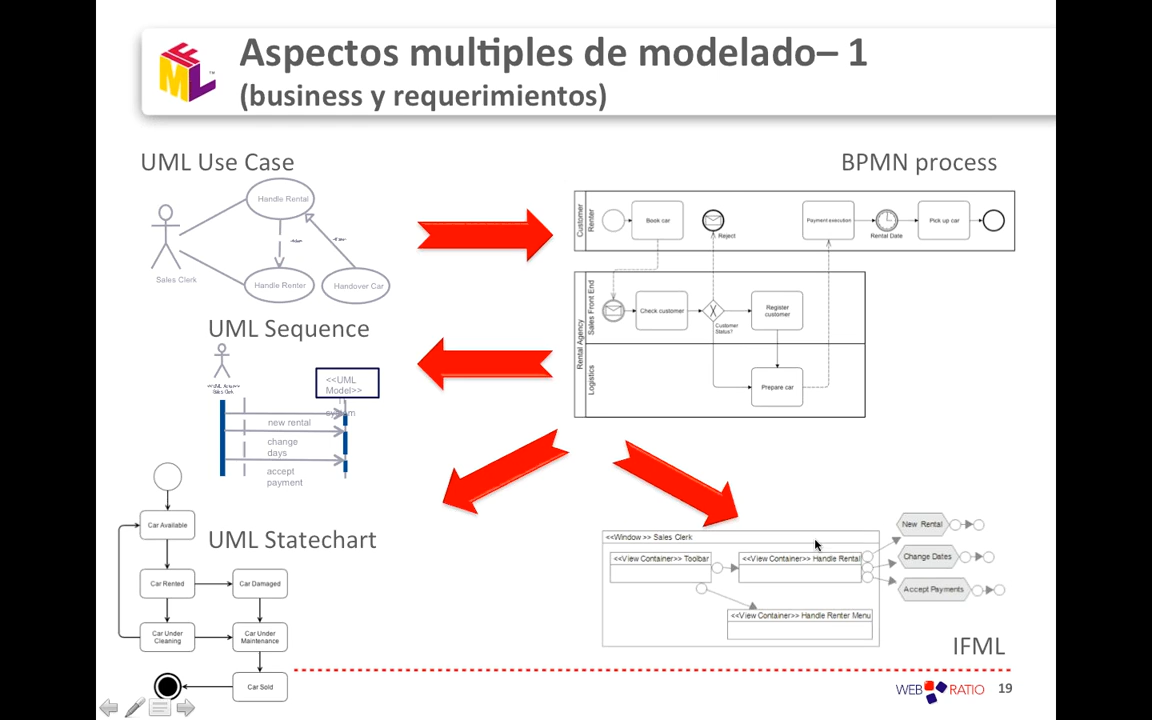 IFML
™
Aspectos multiples de modelado– 1
(business y requerimientos)
UML Use Case
Handle Rental
Sales Clerk
Handle Renter
Handover Car
BPMN process
Customer
Renter
Book car
Reject
Payment execution
Rental Date
Pick up car
Rental Agency
Sales Front End
Check customer
Customer
Status?
Register
customer
Logistics
Prepare car
UML Sequence
Sales Clerk
<<UML
Model>>
system
new rental
change
days
accept
payment
UML Statechart
Car Available
Car Rented
Car Damaged
Car Under
Cleaning
Car Under
Maintenance
Car Sold
<<Window >> Sales Clerk
<<View Container>> Toolbar
<<View Container>> Handle Rental
<<View Container>> Handle Renter Menu
New Rental
Change Dates
Accept Payments
IFML
WEB RATIO
19